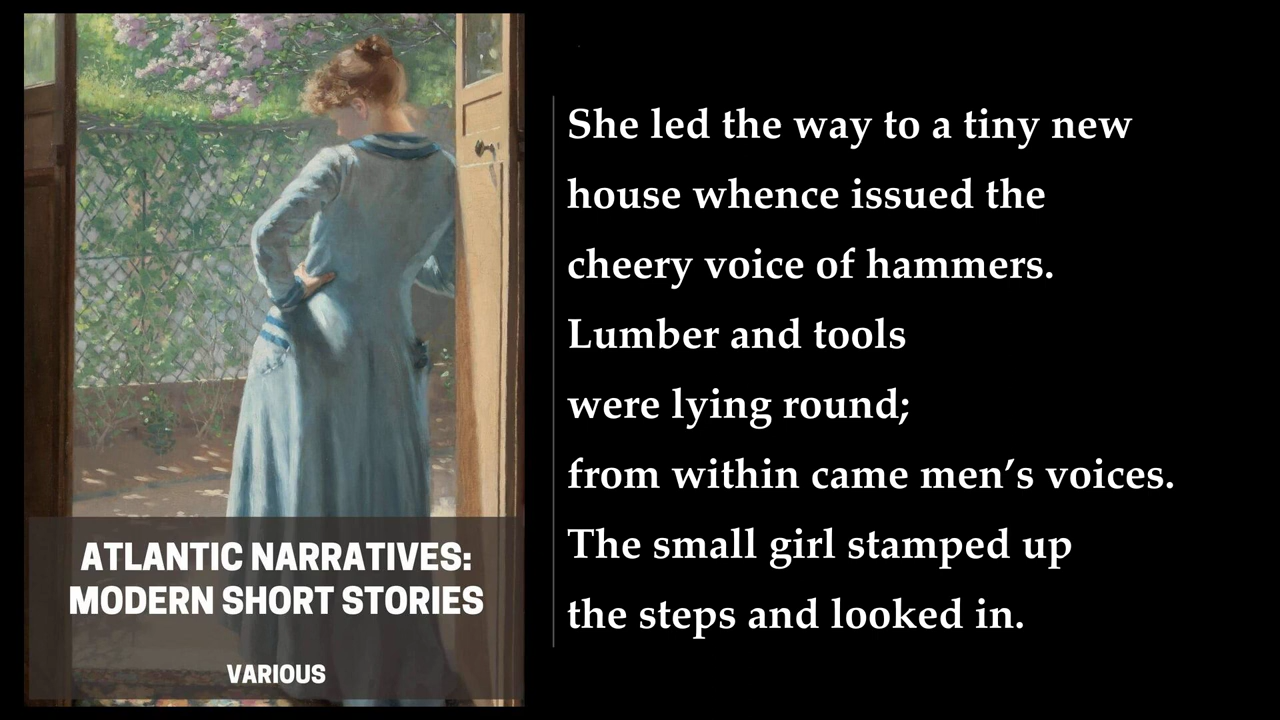 She led the way to a tiny new
house whence issued the
cheery voice of hammers.
Lumber and tools
were lying round;
from within came men’s voices.
The small girl stamped up
the steps and looked in.
ATLANTIC NARRATIVES:
MODERN SHORT STORIES
VARIOUS